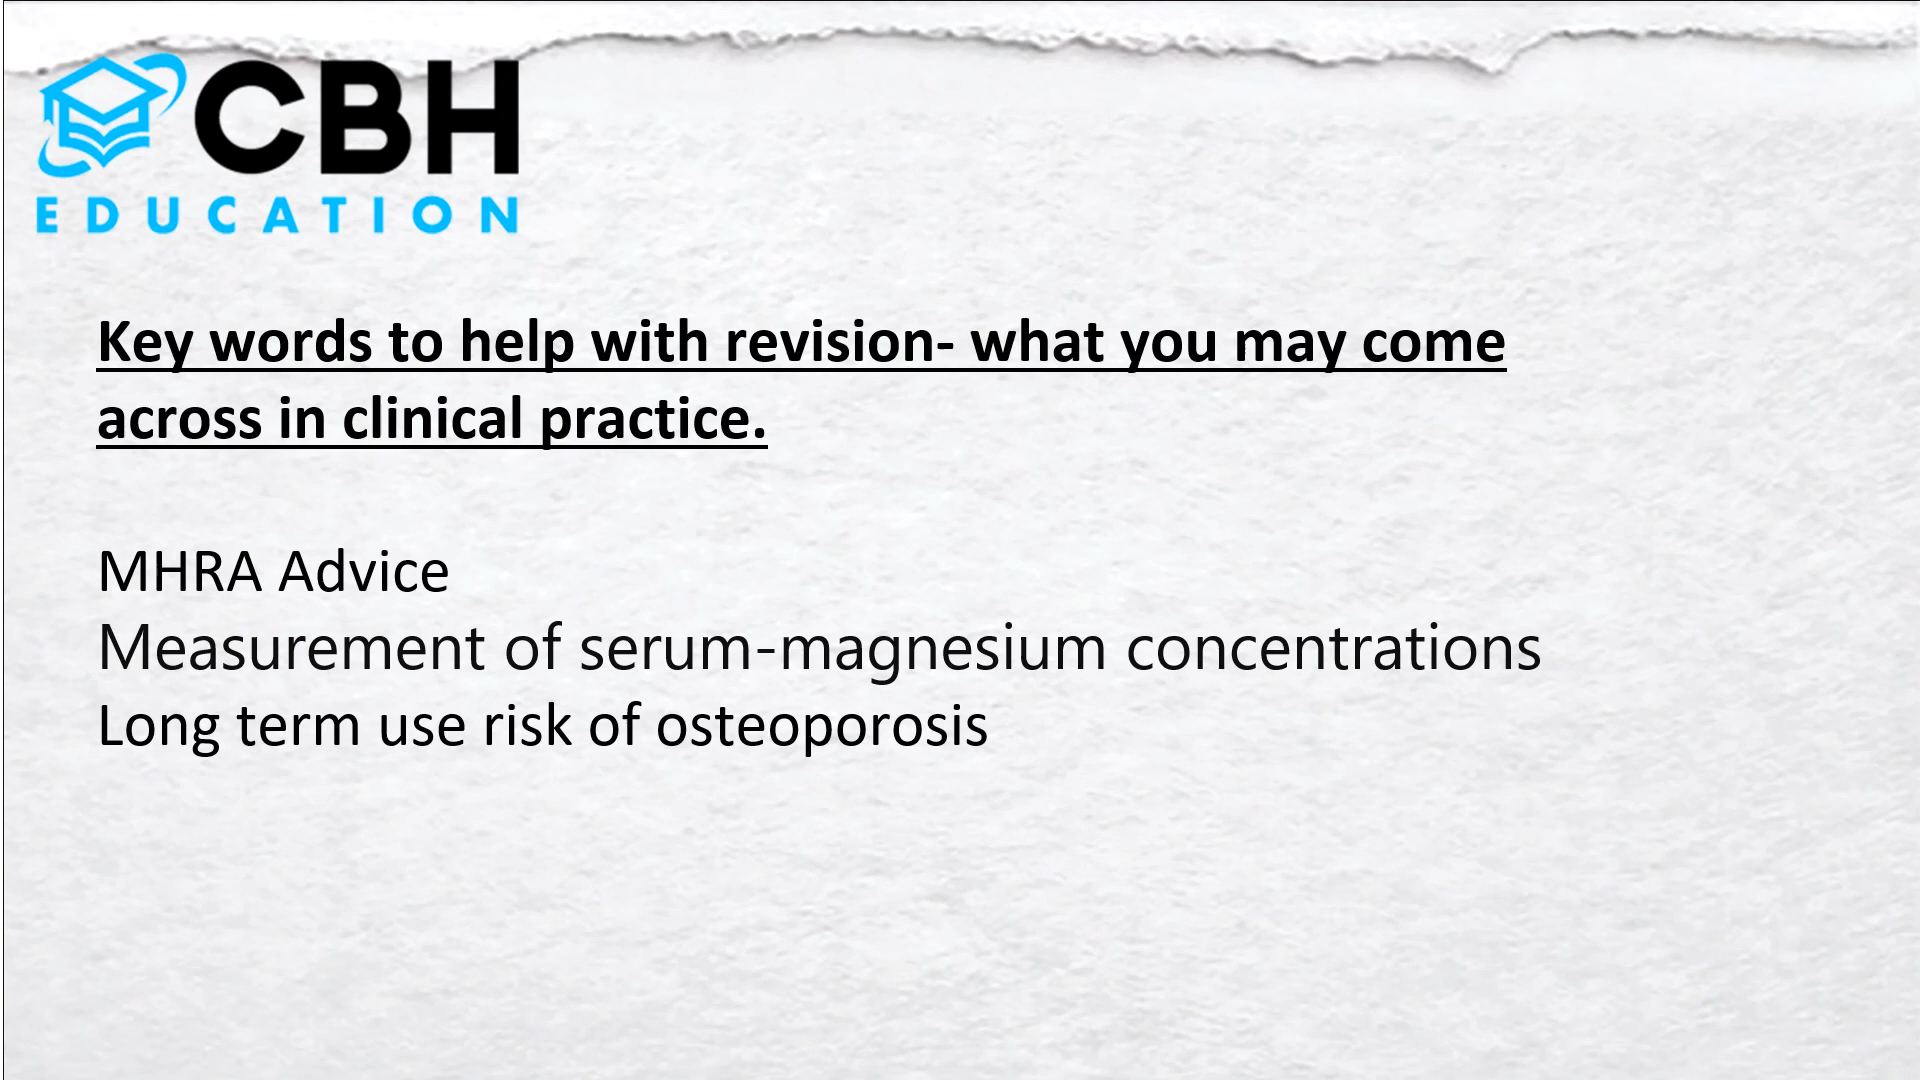 CBH
EDUCATION
Key words to help with revision- what you may come
across in clinical practice.
MHRA Advice
Measurement of serum-magnesium concentrations
Long term use risk of osteoporosis